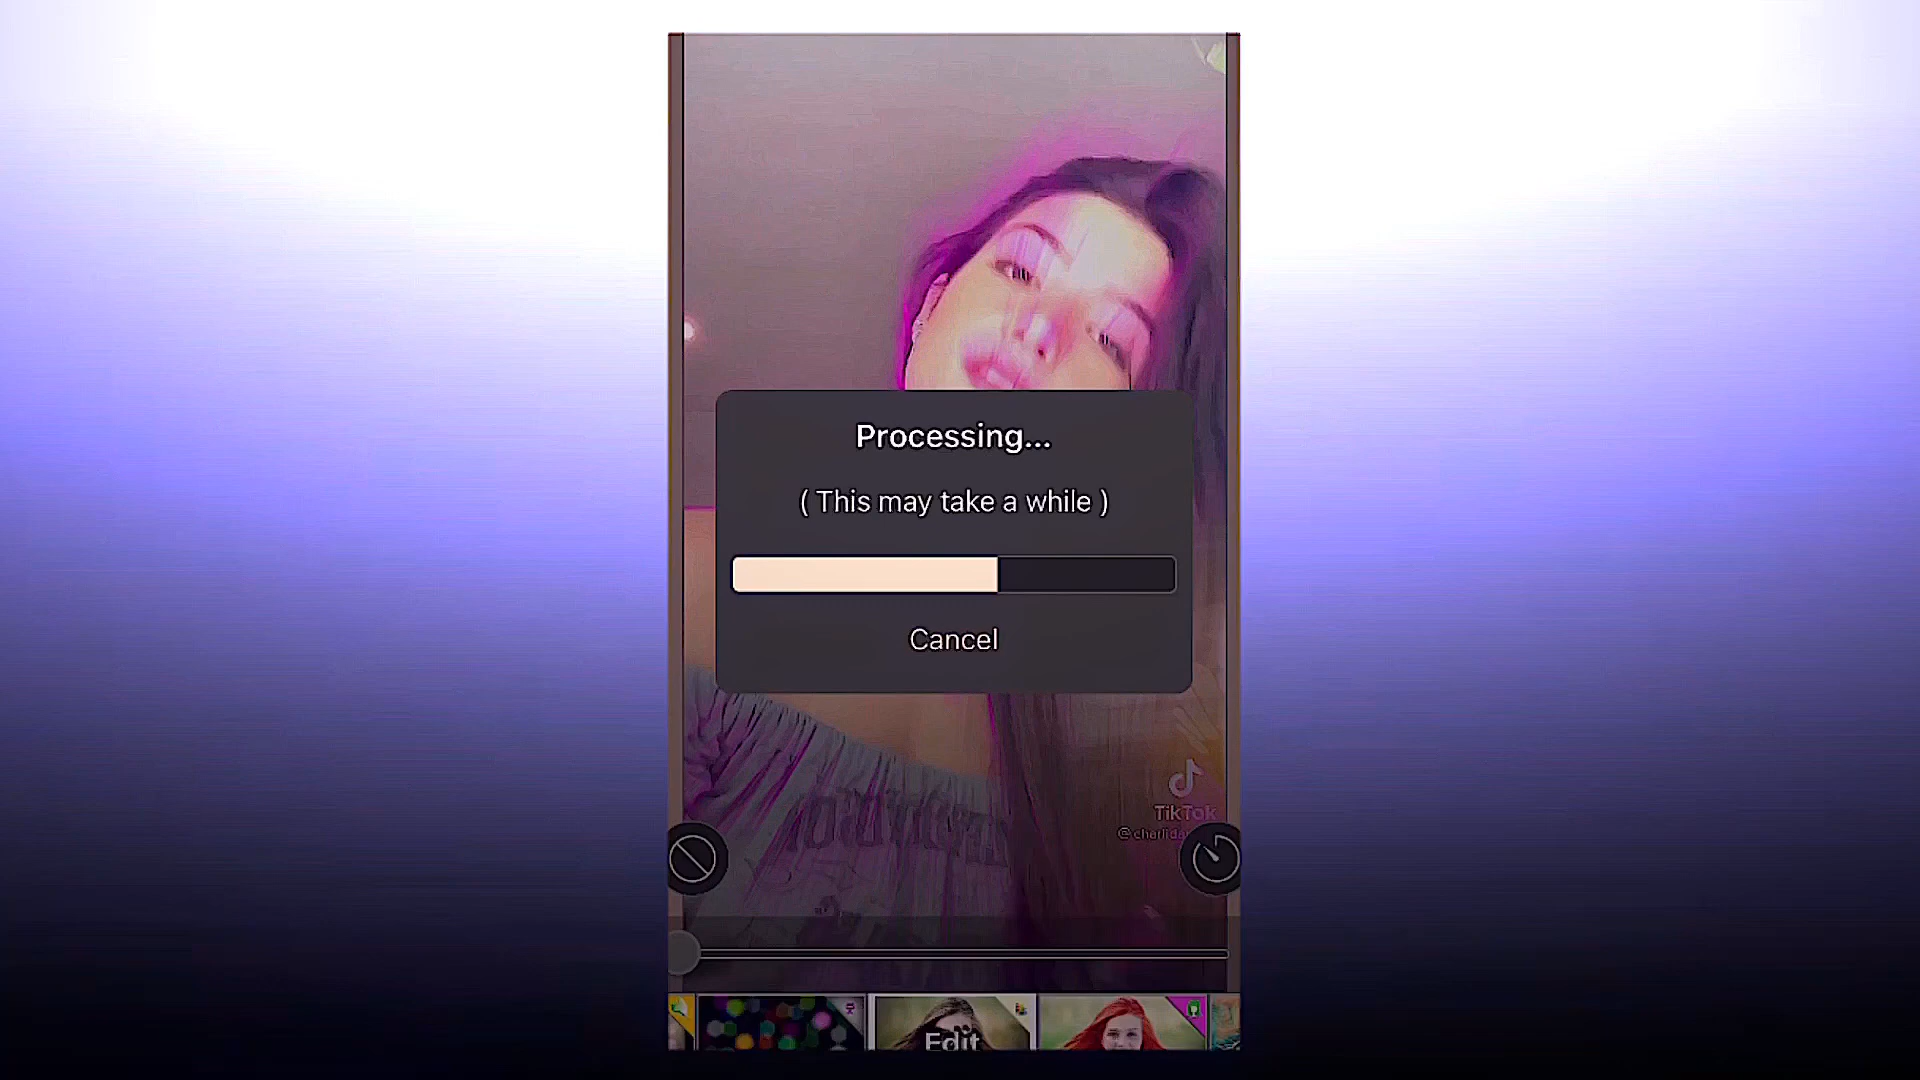 Processing...
( This may take a while )
Cancel
TikTok
Edit